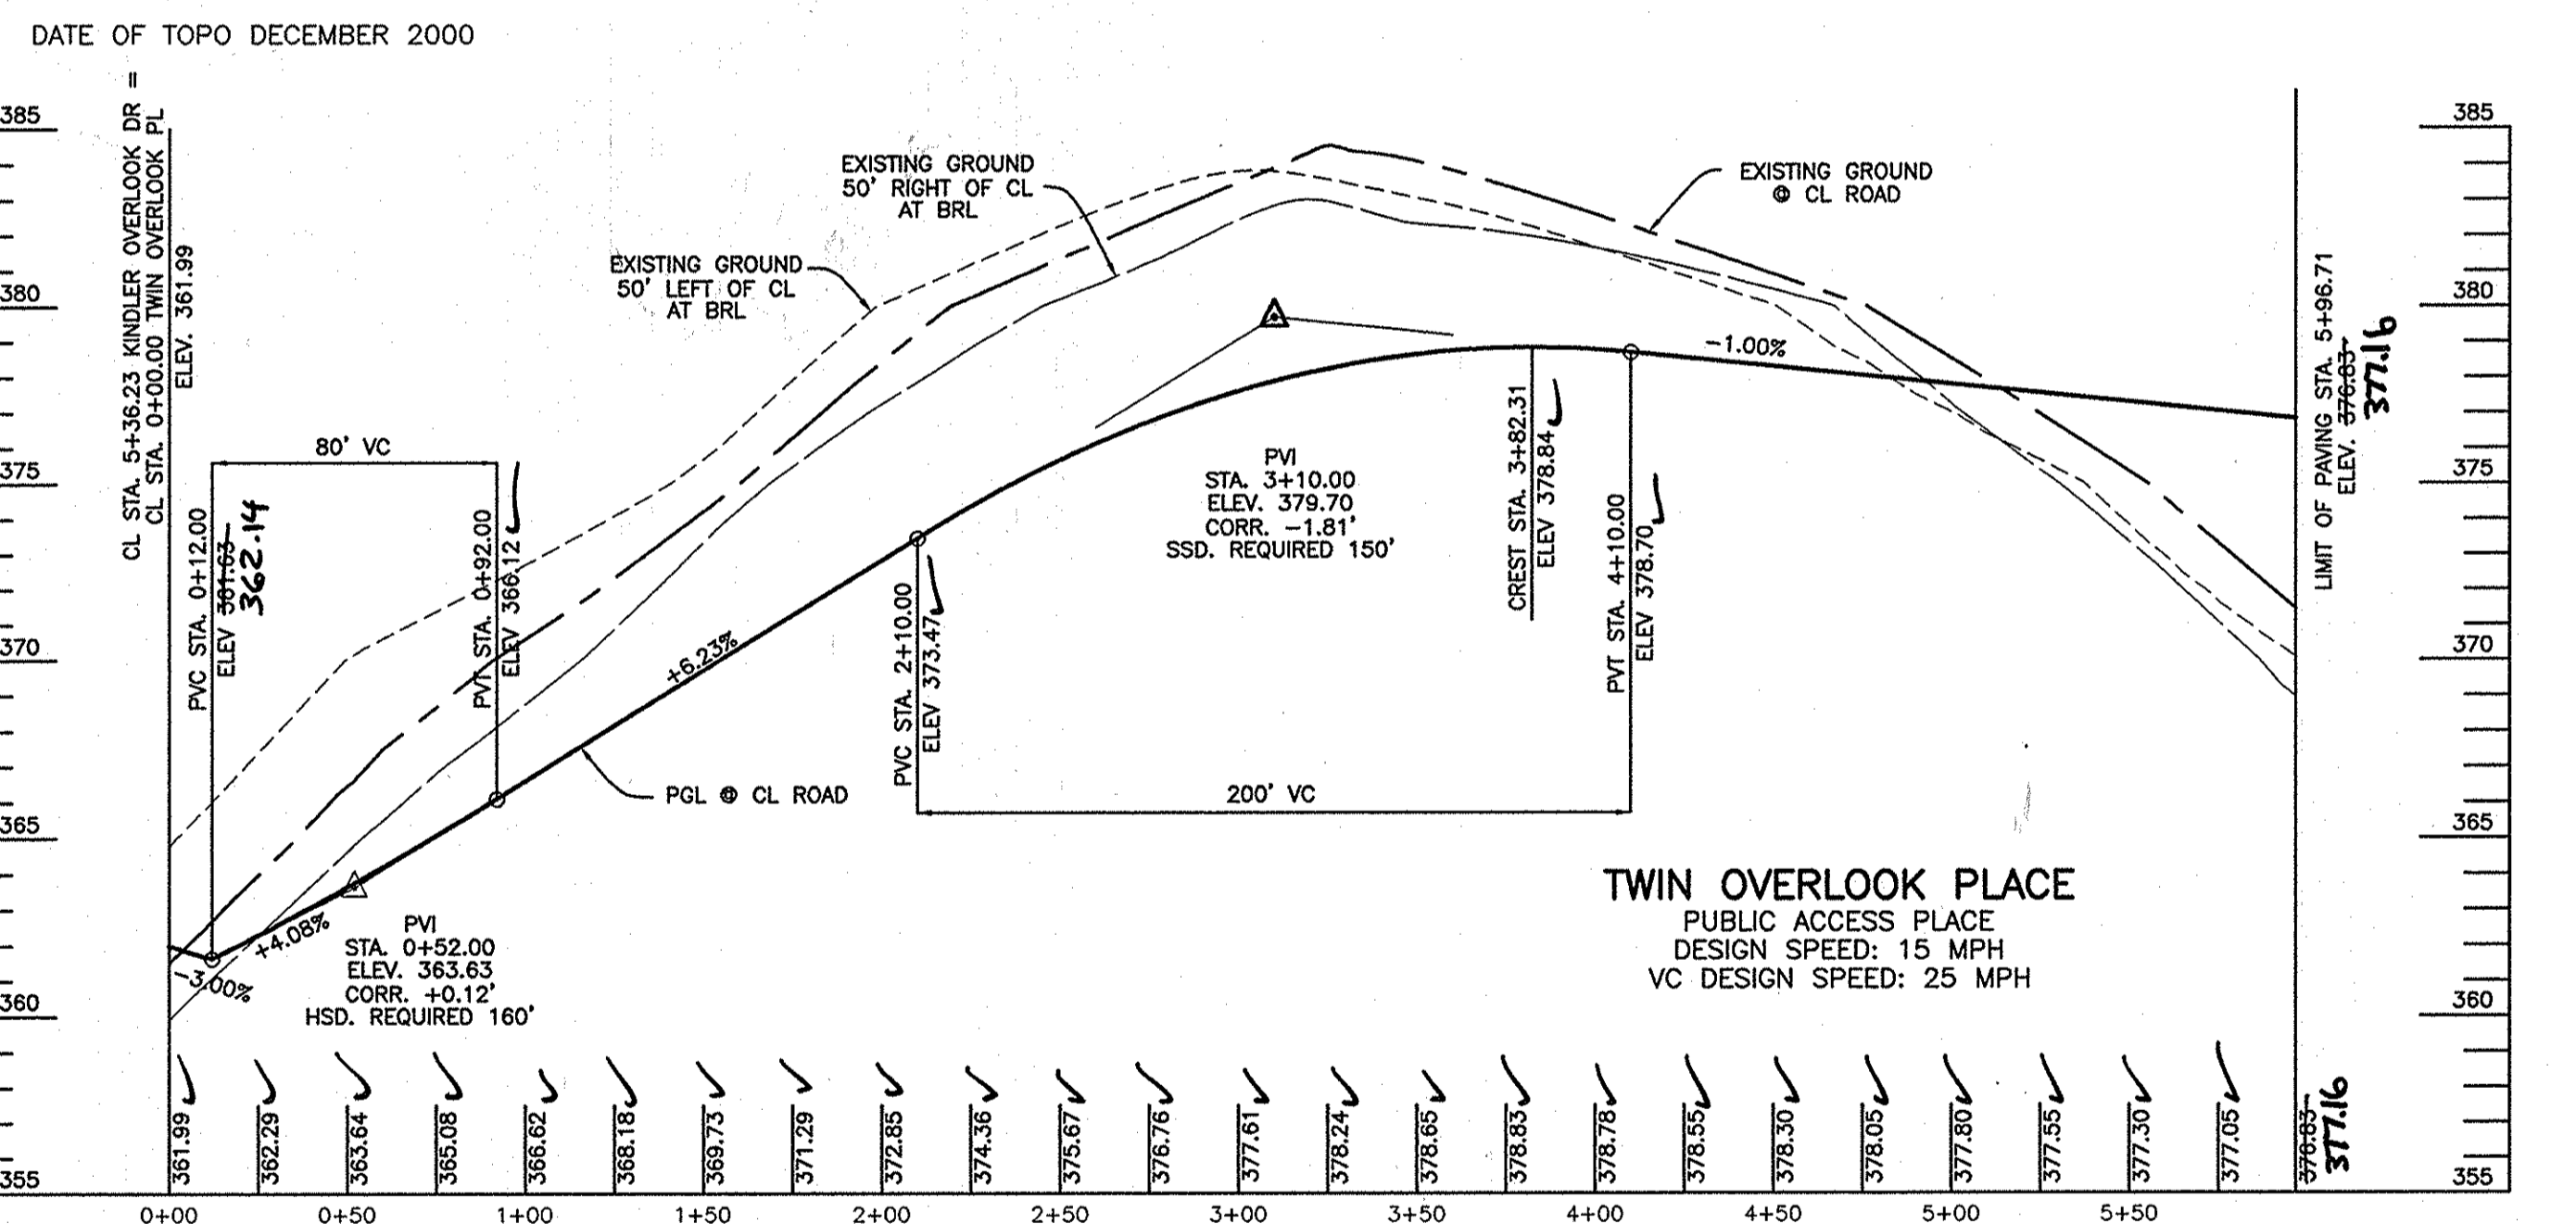 DATE OF TOPO DECEMBER 2000
CL STA. 5+36.23 KINDLER OVERLOOK DR =
CL STA. 0+00.00 TWIN OVERLOOK PL
ELEV. 361.99
385
380
375
370
365
360
355
385
380
375
370
365
360
355
EXISTING GROUND
50' LEFT OF CL
AT BRL
EXISTING GROUND
50' RIGHT OF CL
AT BRL
EXISTING GROUND
@ CL ROAD
80' VC
PVC STA. 0+12.00
ELEV 361.63
362.14
PVT STA. 0+92.00
ELEV 366.12
-3.00%
+4.08%
PVI
STA. 0+52.00
ELEV. 363.63
CORR. +0.12'
HSD. REQUIRED 160'
+6.23%
PGL @ CL ROAD
PVC STA. 2+10.00
ELEV 373.47
PVI
STA. 3+10.00
ELEV. 379.70
CORR. -1.81'
SSD. REQUIRED 150'
200' VC
CREST STA. 3+82.31
ELEV 378.84
PVT STA. 4+10.00
ELEV 378.70
-1.00%
LIMIT OF PAVING STA. 5+96.71
ELEV. 376.83
377.16
TWIN OVERLOOK PLACE
PUBLIC ACCESS PLACE
DESIGN SPEED: 15 MPH
VC DESIGN SPEED: 25 MPH
361.99
362.29
363.64
365.08
366.62
368.18
369.73
371.29
372.85
374.36
375.67
376.76
377.61
378.24
378.65
378.83
378.78
378.55
378.30
378.05
377.80
377.55
377.30
377.05
376.83
377.16
0+00
0+50
1+00
1+50
2+00
2+50
3+00
3+50
4+00
4+50
5+00
5+50